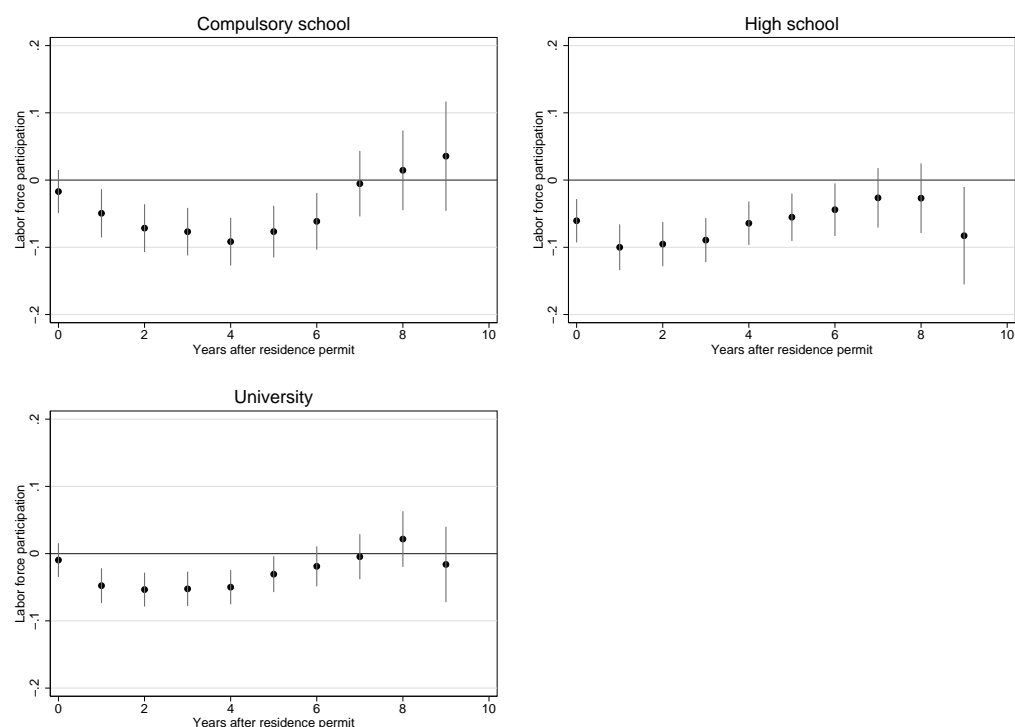 Compulsory school
Labor force participation
.2
.1
0
-.1
-.2
0 2 4 6 8 10
Years after residence permit
High school
Labor force participation
.2
.1
0
-.1
-.2
0 2 4 6 8 10
Years after residence permit
University
Labor force participation
.2
.1
0
-.1
-.2
0 2 4 6 8 10
Years after residence permit